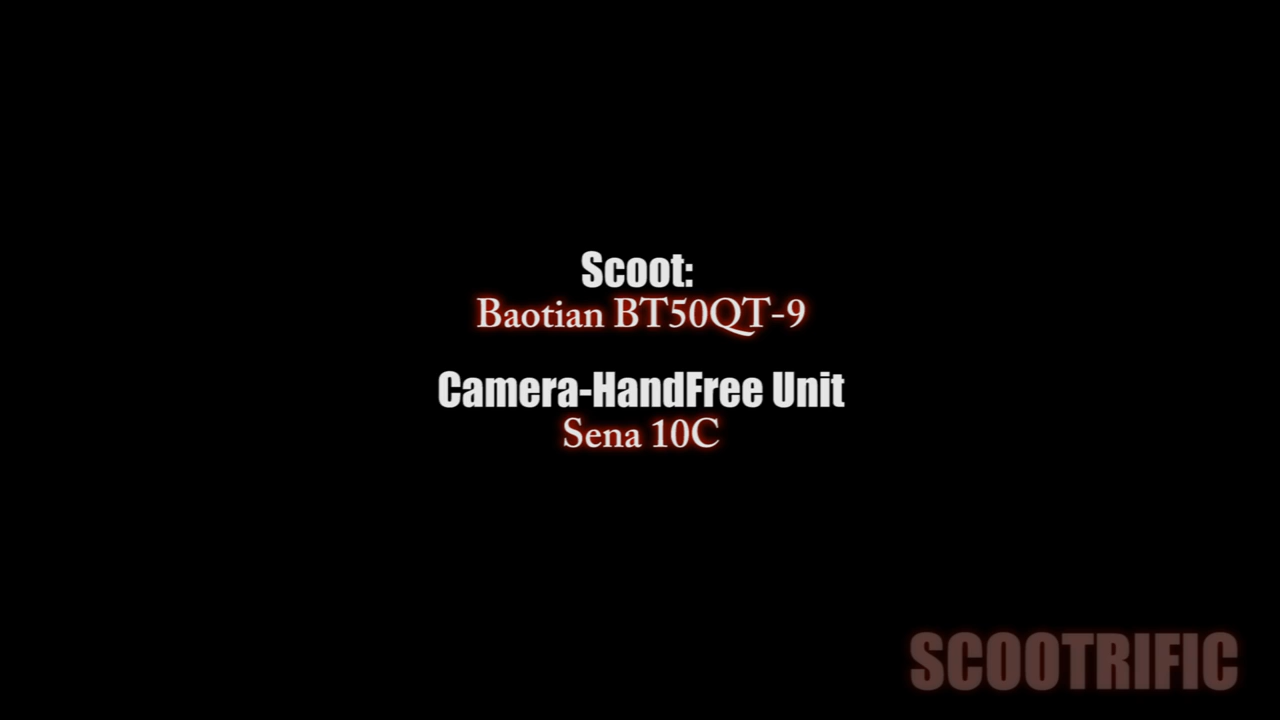 Scoot:
Baotian BT50QT-9
Camera-HandFree Unit
Sena 10C
SCOOTRIFIC